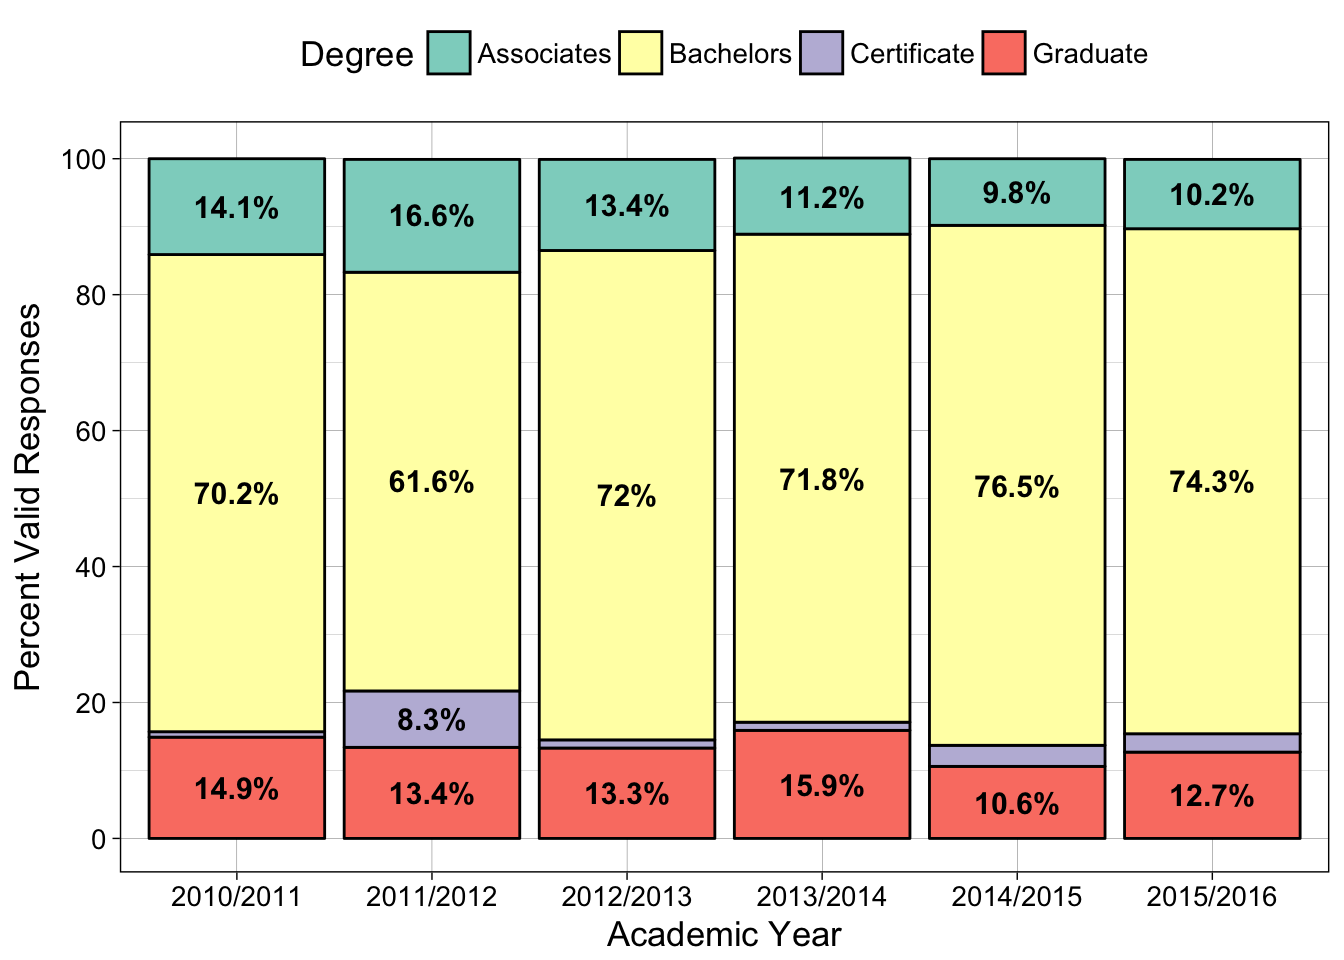 Degree Associates Bachelors Certificate Graduate
Percent Valid Responses
100
80
60
40
20
0
14.1% 16.6% 13.4% 11.2% 9.8% 10.2%
70.2% 61.6% 72% 71.8% 76.5% 74.3%
8.3%
14.9% 13.4% 13.3% 15.9% 10.6% 12.7%
2010/2011 2011/2012 2012/2013 2013/2014 2014/2015 2015/2016
Academic Year